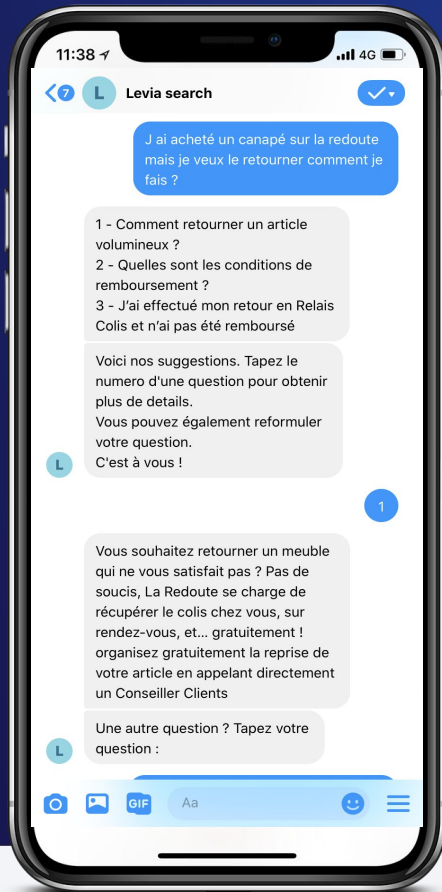 11:38
4G
7
L
Levia search
J ai acheté un canapé sur la redoute
mais je veux le retourner comment je
fais ?
1 - Comment retourner un article
volumineux ?
2 - Quelles sont les conditions de
remboursement ?
3 - J’ai effectué mon retour en Relais
Colis et n’ai pas été remboursé
Voici nos suggestions. Tapez le
numero d'une question pour obtenir
plus de details.
Vous pouvez également reformuler
votre question.
C'est à vous !
L
1
Vous souhaitez retourner un meuble
qui ne vous satisfait pas ? Pas de
soucis, La Redoute se charge de
récupérer le colis chez vous, sur
rendez-vous, et... gratuitement !
organisez gratuitement la reprise de
votre article en appelant directement
un Conseiller Clients
Une autre question ? Tapez votre
question :
L
GIF
Aa